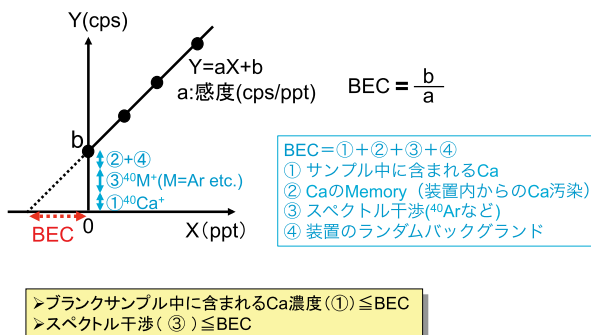 Y(cps)
Y=aX+b
a:感度(cps/ppt)
BEC = b/a
b
②+④
③⁴⁰M⁺(M=Ar etc.)
①⁴⁰Ca⁺
BEC
0
X(ppt)
BEC=①+②+③+④
① サンプル中に含まれるCa
② CaのMemory(装置内からのCa汚染)
③ スペクトル干渉(⁴⁰Arなど)
④ 装置のランダムバックグランド
➢ブランクサンプル中に含まれるCa濃度(①)≦BEC
➢スペクトル干渉( ③ )≦BEC